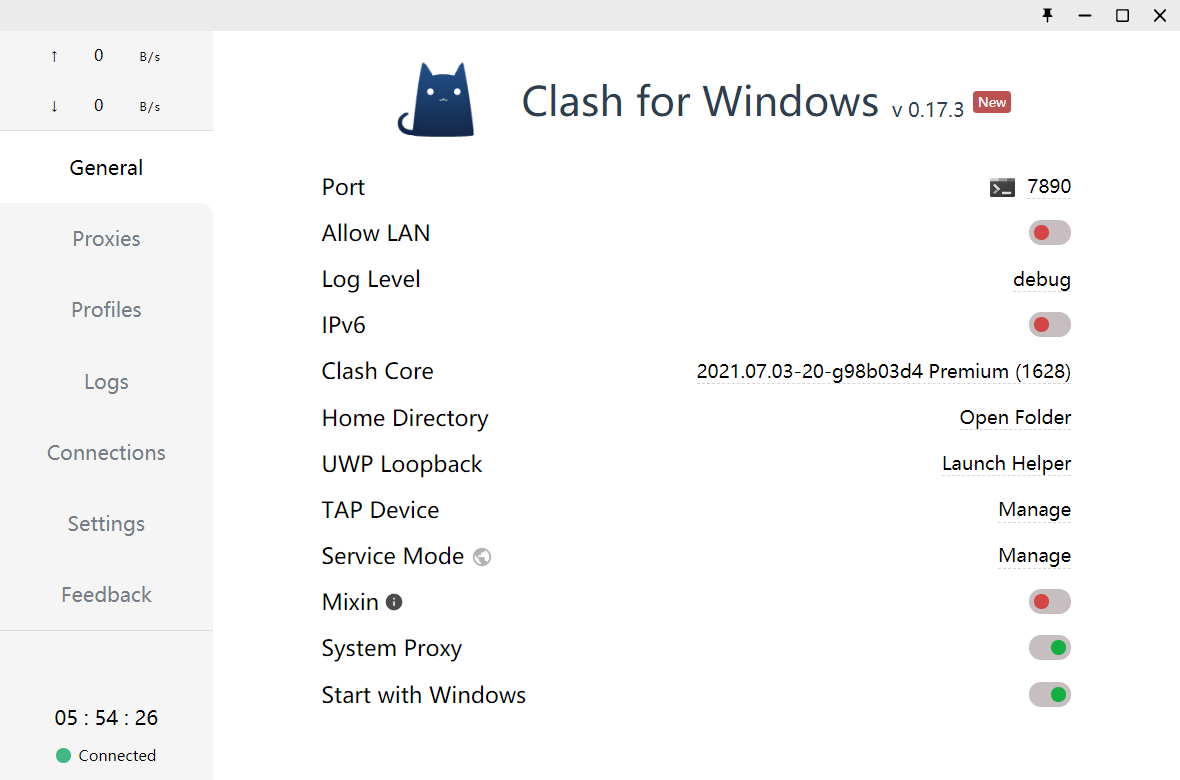 ↑ 0 B/s
↓ 0 B/s
General
Proxies
Profiles
Logs
Connections
Settings
Feedback
05 : 54 : 26
Connected
Clash for Windows v 0.17.3 New
Port 7890
Allow LAN
Log Level debug
IPv6
Clash Core 2021.07.03-20-g98b03d4 Premium (1628)
Home Directory Open Folder
UWP Loopback Launch Helper
TAP Device Manage
Service Mode Manage
Mixin
System Proxy
Start with Windows